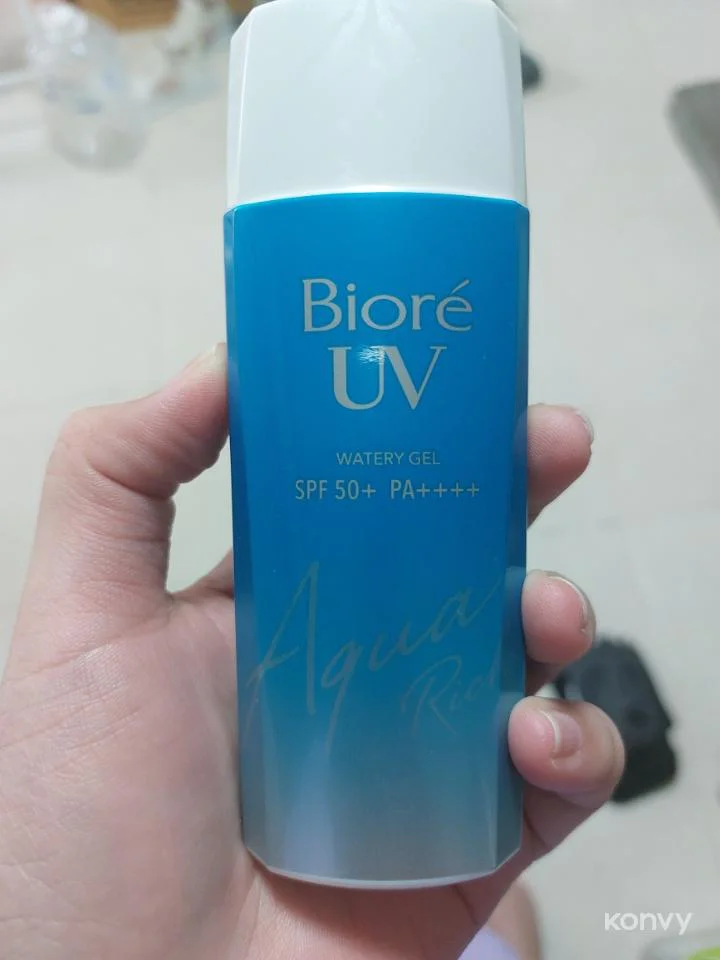 Bioré
UV
WATERY GEL
SPF 50+ PA++++
Aqua
Rich
KONVY